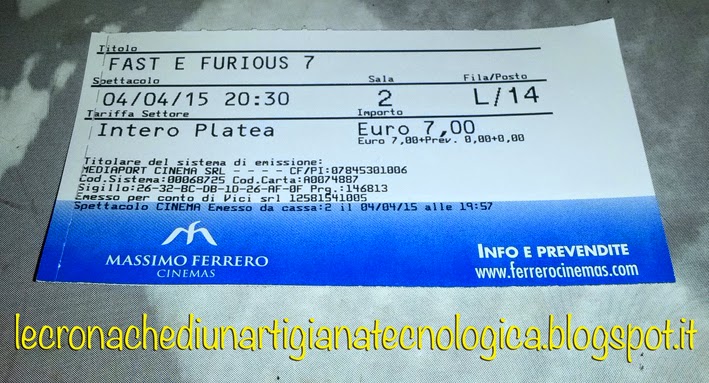 Titolo
FAST E FURIOUS 7
Spettacolo Sala Fila/Posto
04/04/15 20:30 2 L/14
Tariffa Settore Importo
Intero Platea Euro 7,00
Euro 7,00+Prev. 0,00+0,00
Titolare del sistema di emissione:
MEDIAPORT CINEMA SRL - - - - CF/PI:07845301006
Cod.Sistema:00068725 Cod.Carta:A0074887
Sigillo:26-32-BC-DB-1D-26-AF-0F Prg.:146813
Emesso per conto di Vici srl 12581541005
Spettacolo CINEMA Emesso da cassa:2 il 04/04/15 alle 19:57
MASSIMO FERRERO
CINEMAS
INFO E PREVENDITE
www.ferrerocinemas.com
lecronachediunartigianatecnologica.blogspot.it